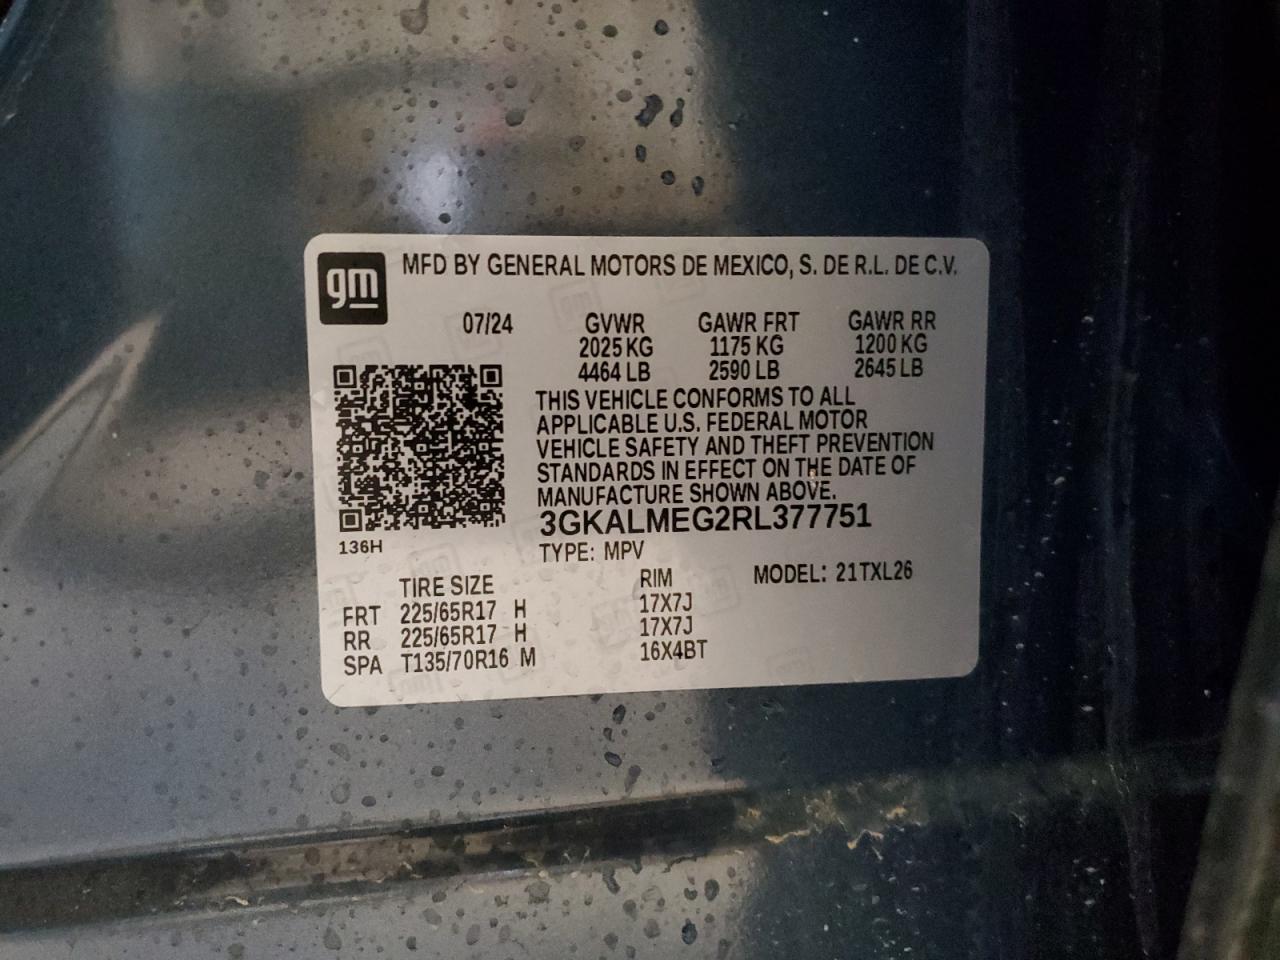 gm MFD BY GENERAL MOTORS DE MEXICO, S. DE R.L. DE C.V.
07/24 GVWR GAWR FRT GAWR RR
2025 KG 1175 KG 1200 KG
4464 LB 2590 LB 2645 LB
THIS VEHICLE CONFORMS TO ALL
APPLICABLE U.S. FEDERAL MOTOR
VEHICLE SAFETY AND THEFT PREVENTION
STANDARDS IN EFFECT ON THE DATE OF
MANUFACTURE SHOWN ABOVE.
3GKALMEG2RL377751
136H TYPE: MPV
TIRE SIZE RIM MODEL: 21TXL26
FRT 225/65R17 H 17X7J
RR 225/65R17 H 17X7J
SPA T135/70R16 M 16X4BT